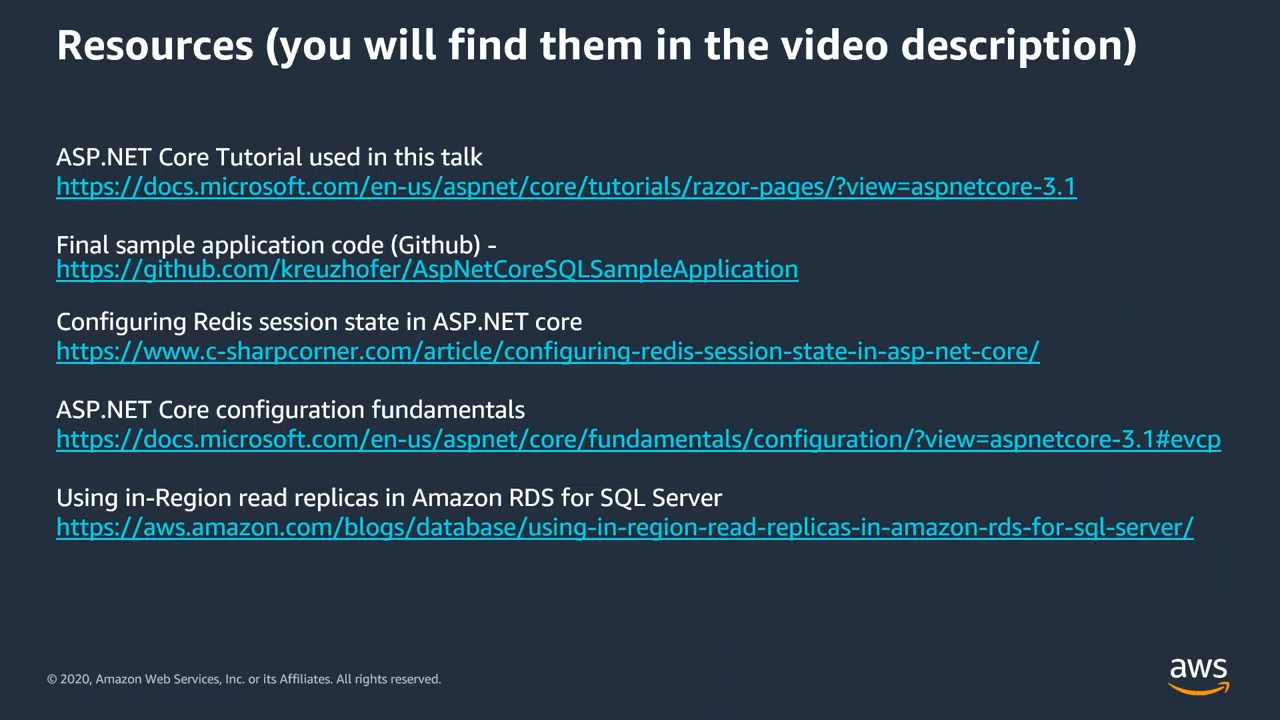 Resources (you will find them in the video description)
ASP.NET Core Tutorial used in this talk
https://docs.microsoft.com/en-us/aspnet/core/tutorials/razor-pages/?view=aspnetcore-3.1
Final sample application code (Github) -
https://github.com/kreuzhofer/AspNetCoreSQLSampleApplication
Configuring Redis session state in ASP.NET core
https://www.c-sharpcorner.com/article/configuring-redis-session-state-in-asp-net-core/
ASP.NET Core configuration fundamentals
https://docs.microsoft.com/en-us/aspnet/core/fundamentals/configuration/?view=aspnetcore-3.1#evcp
Using in-Region read replicas in Amazon RDS for SQL Server
https://aws.amazon.com/blogs/database/using-in-region-read-replicas-in-amazon-rds-for-sql-server/
© 2020, Amazon Web Services, Inc. or its Affiliates. All rights reserved.
aws